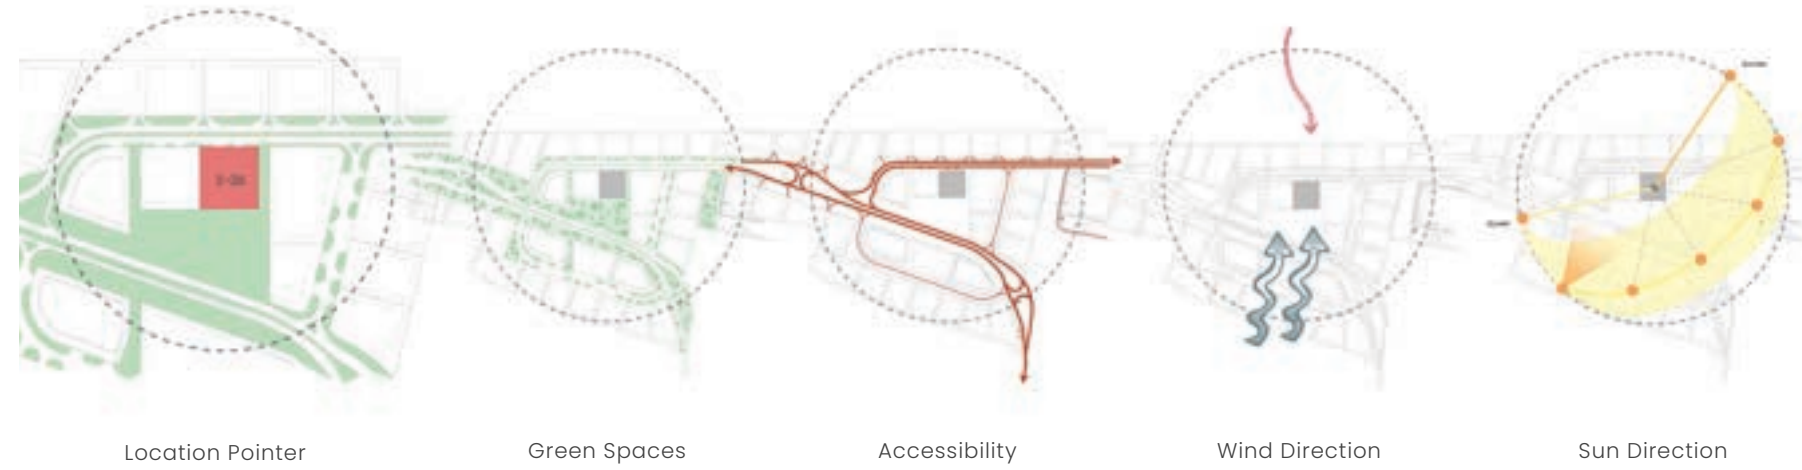 Location Pointer
Green Spaces
Accessibility
Wind Direction
Sun Direction